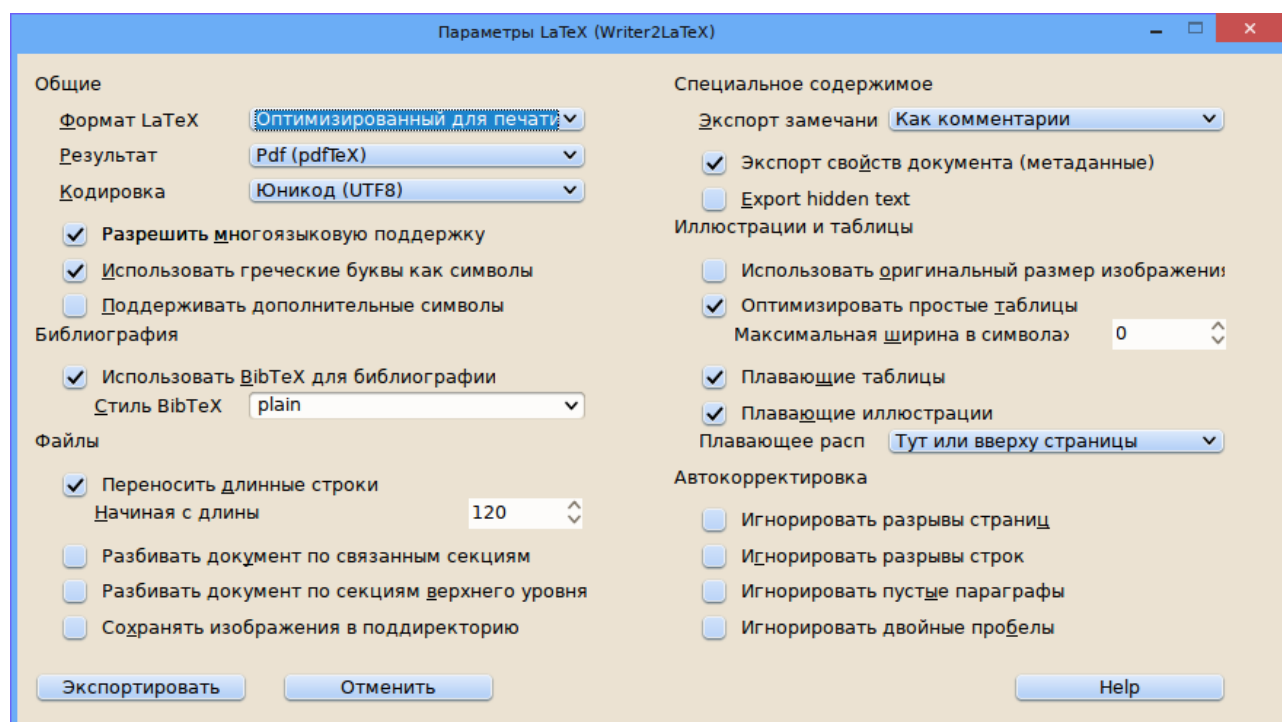 Параметры LaTeX (Writer2LaTeX)
Общие
Формат LaTeX Оптимизированный для печати
Результат Pdf (pdfTeX)
Кодировка Юникод (UTF8)
Разрешить многоязыковую поддержку
Использовать греческие буквы как символы
Поддерживать дополнительные символы
Библиография
Использовать BibTeX для библиографии
Стиль BibTeX plain
Файлы
Переносить длинные строки
Начиная с длины 120
Разбивать документ по связанным секциям
Разбивать документ по секциям верхнего уровня
Сохранять изображения в поддиректорию
Специальное содержимое
Экспорт замечани Как комментарии
Экспорт свойств документа (метаданные)
Export hidden text
Иллюстрации и таблицы
Использовать оригинальный размер изображения
Оптимизировать простые таблицы
Максимальная ширина в символах 0
Плавающие таблицы
Плавающие иллюстрации
Плавающее расп Тут или вверху страницы
Автокорректировка
Игнорировать разрывы страниц
Игнорировать разрывы строк
Игнорировать пустые параграфы
Игнорировать двойные пробелы
Экспортировать Отменить Help